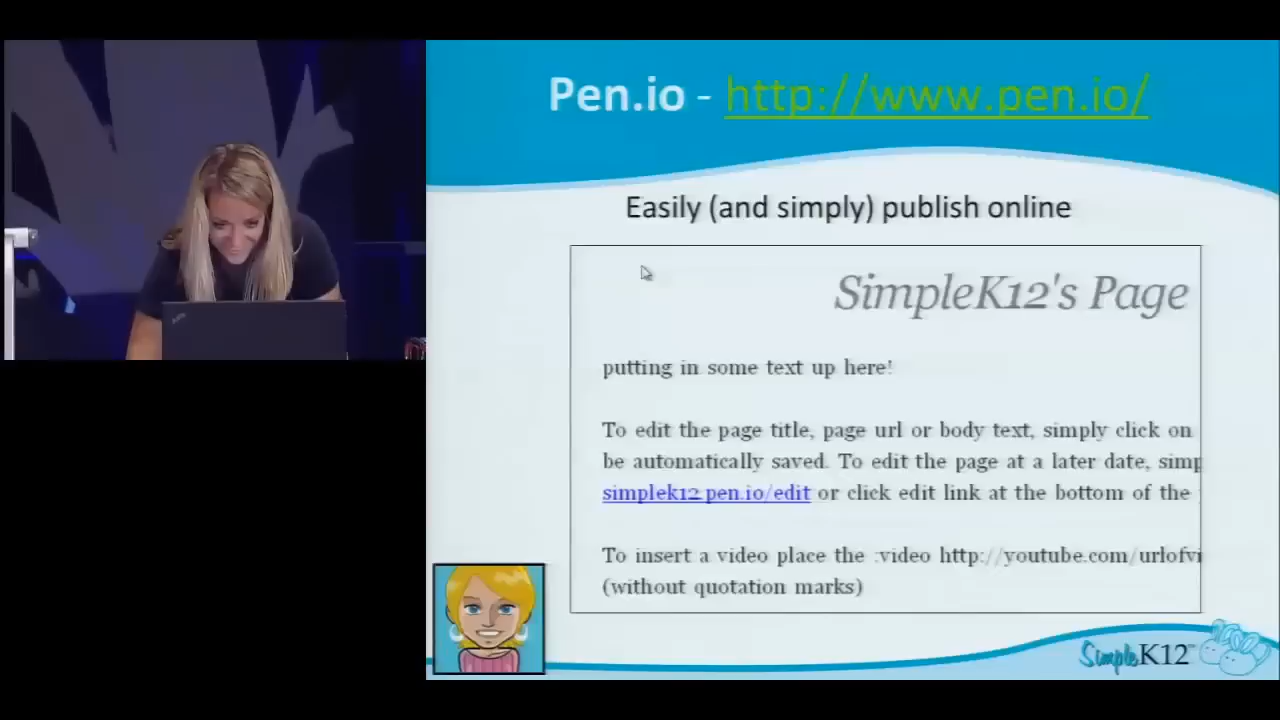 Pen.io - http://www.pen.io/
Easily (and simply) publish online
SimpleK12's Page
putting in some text up here!
To edit the page title, page url or body text, simply click on
be automatically saved. To edit the page at a later date, simp
simplek12.pen.io/edit or click edit link at the bottom of the
To insert a video place the :video http://youtube.com/urlofvi
(without quotation marks)
SimpleK12™